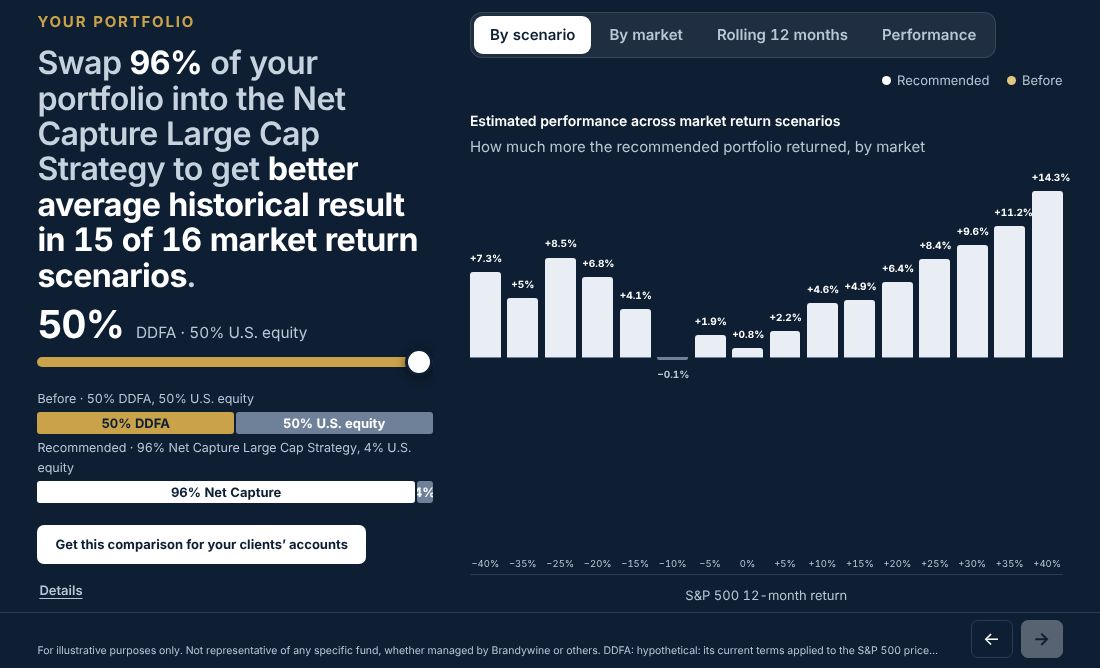 YOUR PORTFOLIO
Swap 96% of your
portfolio into the Net
Capture Large Cap
Strategy to get better
average historical result
in 15 of 16 market return
scenarios.
50% DDFA · 50% U.S. equity
Before · 50% DDFA, 50% U.S. equity
50% DDFA 50% U.S. equity
Recommended · 96% Net Capture Large Cap Strategy, 4% U.S.
equity
96% Net Capture 4%
Get this comparison for your clients’ accounts
Details
By scenario By market Rolling 12 months Performance
Recommended Before
Estimated performance across market return scenarios
How much more the recommended portfolio returned, by market
+7.3% +5% +8.5% +6.8% +4.1% −0.1% +1.9% +0.8% +2.2% +4.6% +4.9% +6.4% +8.4% +9.6% +11.2% +14.3%
−40% −35% −25% −20% −15% −10% −5% 0% +5% +10% +15% +20% +25% +30% +35% +40%
S&P 500 12-month return
For illustrative purposes only. Not representative of any specific fund, whether managed by Brandywine or others. DDFA: hypothetical: its current terms applied to the S&P 500 price…